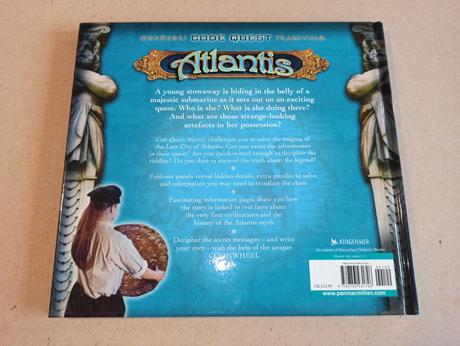 CODE QUEST
Atlantis
A young stowaway is hiding in the belly of a
majestic submarine as it sets out on an exciting
quest. Who is she? What is she doing there?
And what are those strange-looking
artefacts in her possession?
Code Quest: Atlantis challenges you to solve the enigma of
the Lost City of Atlantis. Can you assist the adventurers
in their quest? Are you quick-witted enough to decipher the
riddles? Do you dare to unravel the truth about the legend?
Fold-out panels reveal hidden details, extra puzzles to solve
and information you may need to translate the clues
Fascinating information pages show you how
the story is linked to real facts about
the very first civilizations and the
history of the Atlantis myth
Decipher the secret messages – and write
your own – with the help of the unique
CODE WHEEL
KINGFISHER
An imprint of Macmillan Children's Books
UK £12.99
www.panmacmillan.com